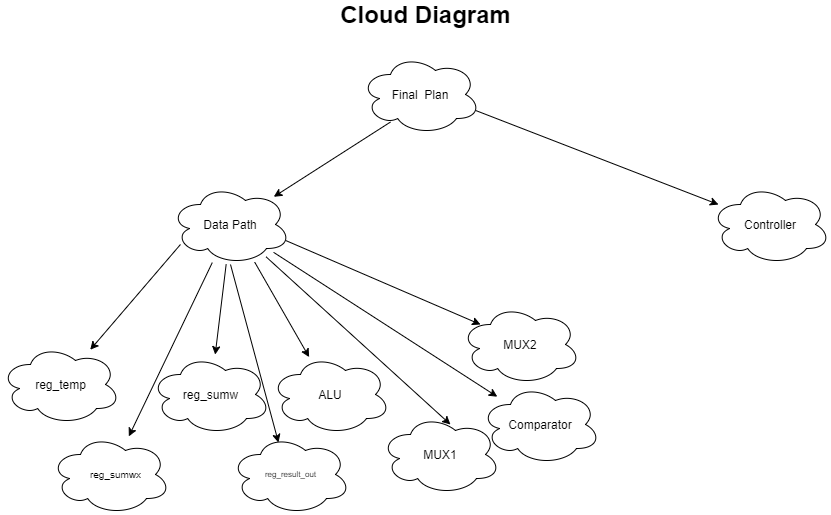 Cloud Diagram
Final Plan
Data Path
Controller
MUX2
reg_temp
reg_sumw
ALU
Comparator
MUX1
reg_sumwx
reg_result_out